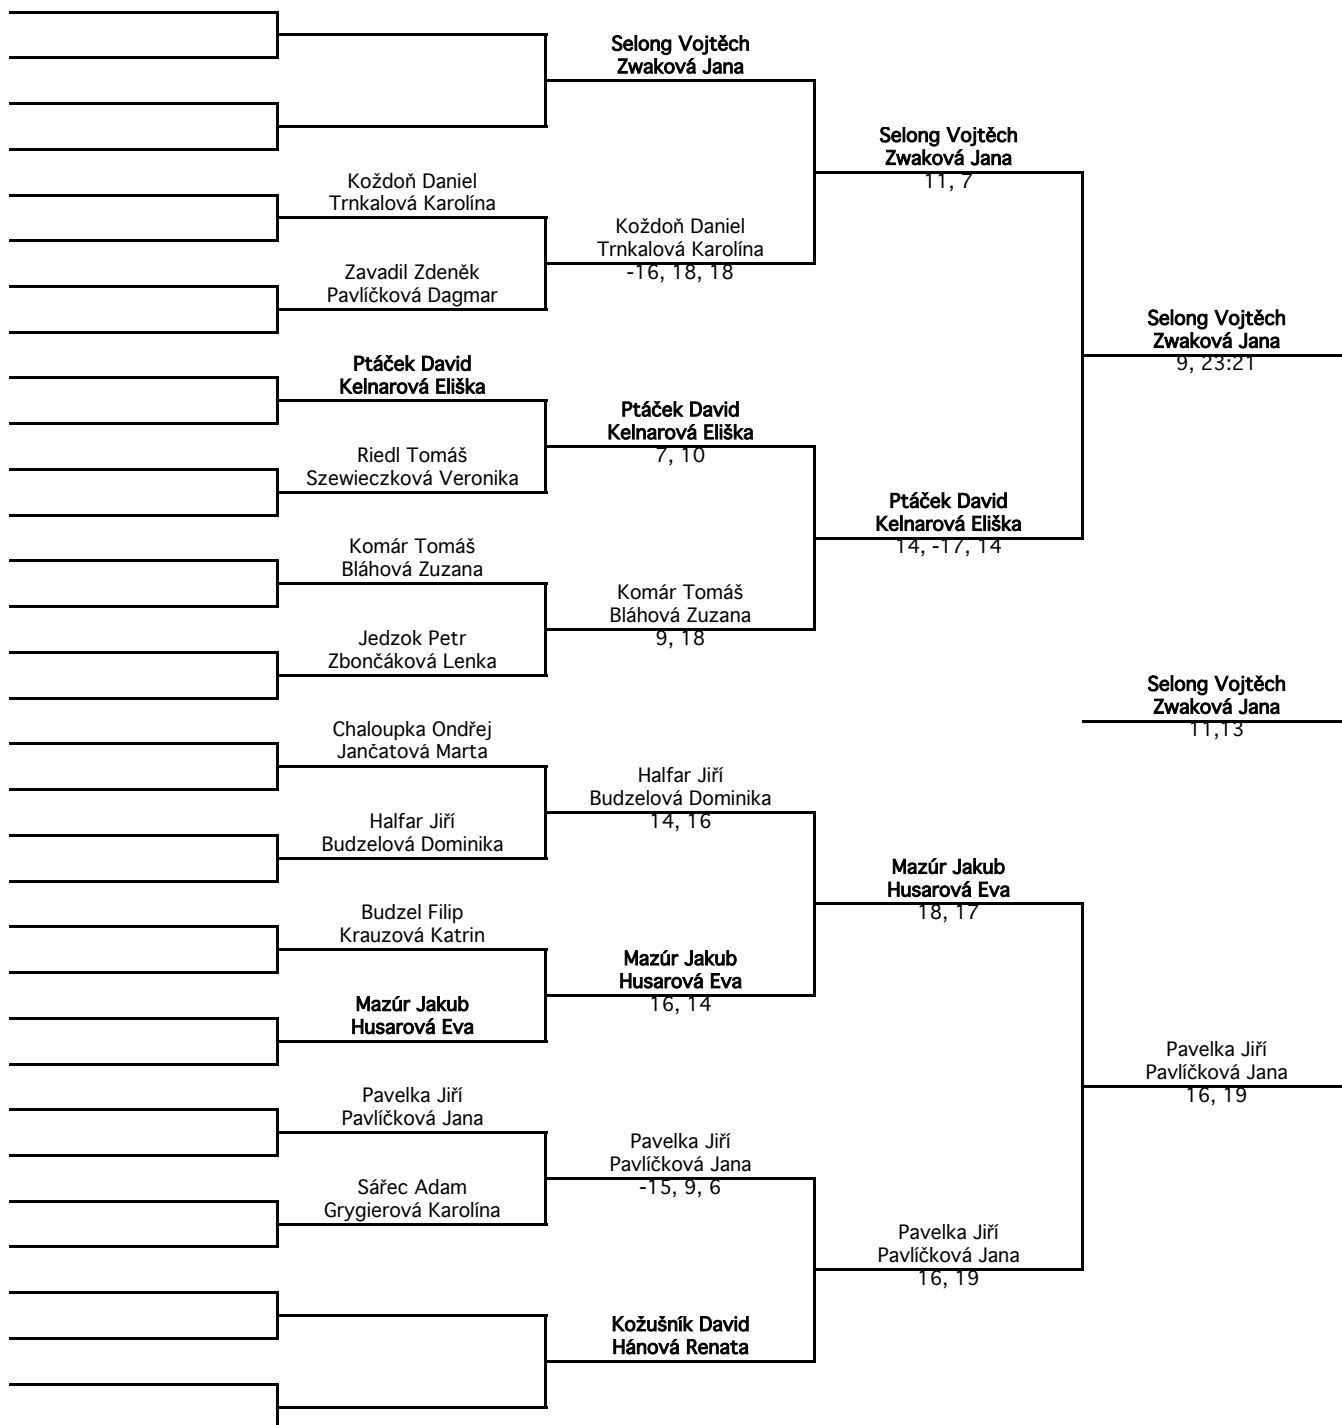 Selong Vojtěch
Zwaková Jana
Selong Vojtěch
Zwaková Jana
11, 7
Koždoň Daniel
Trnkalová Karolína
Koždoň Daniel
Trnkalová Karolína
-16, 18, 18
Zavadil Zdeněk
Pavlíčková Dagmar
Selong Vojtěch
Zwaková Jana
9, 23:21
Ptáček David
Kelnarová Eliška
Ptáček David
Kelnarová Eliška
7, 10
Riedl Tomáš
Szewieczková Veronika
Ptáček David
Kelnarová Eliška
14, -17, 14
Komár Tomáš
Bláhová Zuzana
Komár Tomáš
Bláhová Zuzana
9, 18
Jedzok Petr
Zbončáková Lenka
Selong Vojtěch
Zwaková Jana
11,13
Chaloupka Ondřej
Jančatová Marta
Halfar Jiří
Budzelová Dominika
14, 16
Halfar Jiří
Budzelová Dominika
Mazúr Jakub
Husarová Eva
18, 17
Budzel Filip
Krauzová Katrin
Mazúr Jakub
Husarová Eva
16, 14
Mazúr Jakub
Husarová Eva
Pavelka Jiří
Pavlíčková Jana
16, 19
Pavelka Jiří
Pavlíčková Jana
Pavelka Jiří
Pavlíčková Jana
-15, 9, 6
Sářec Adam
Grygierová Karolína
Pavelka Jiří
Pavlíčková Jana
16, 19
Kožušník David
Hánová Renata